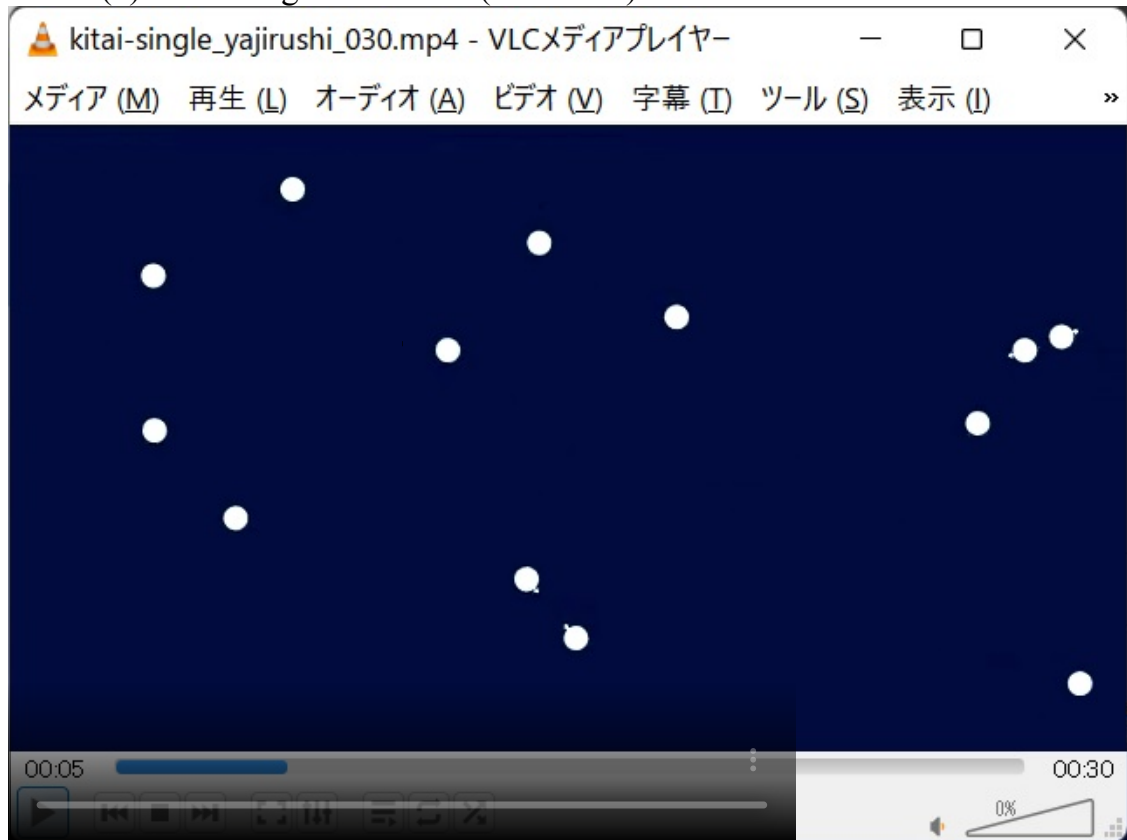 kitai-single_yajirushi_030.mp4 - VLCメディアプレイヤー
メディア (M) 再生 (L) オーディオ (A) ビデオ (V) 字幕 (T) ツール (S) 表示 (I) »
00:05 00:30
0%